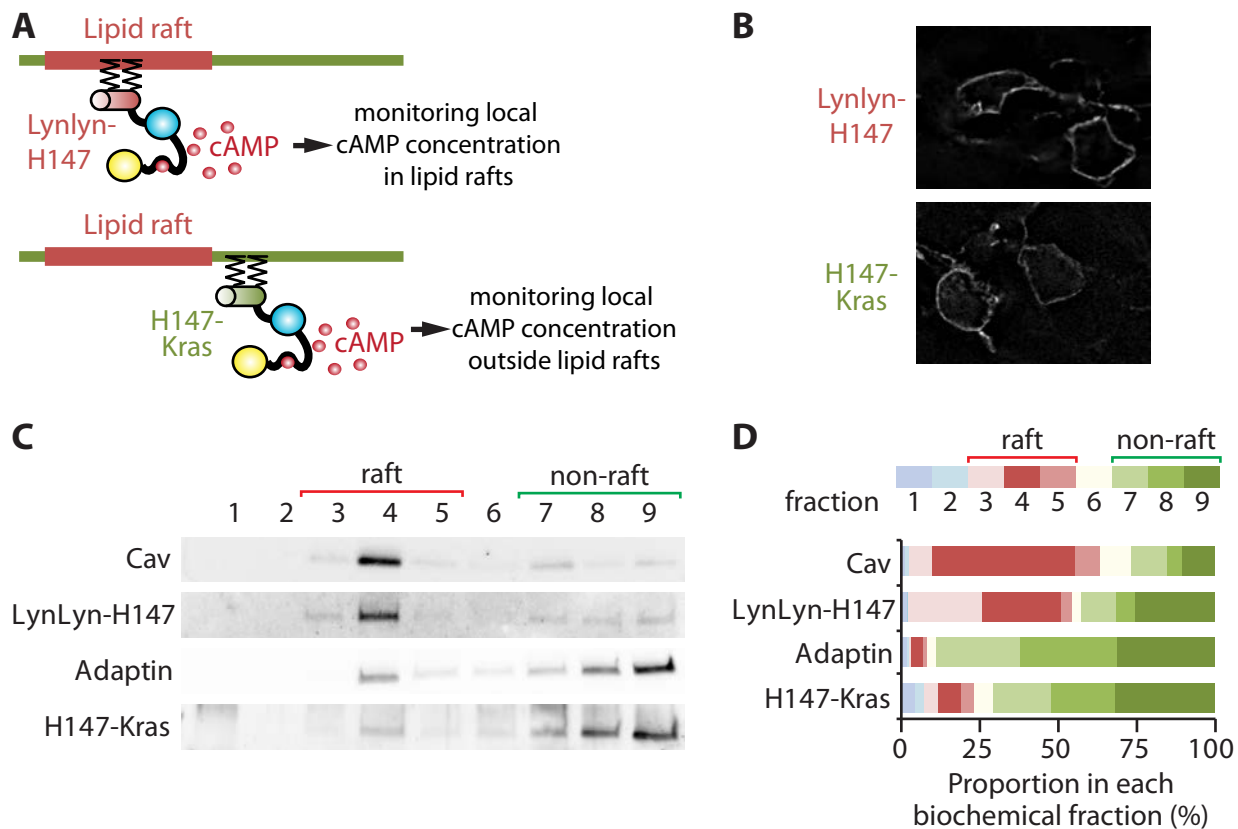 A
Lipid raft
Lynlyn-
H147
cAMP
monitoring local
cAMP concentration
in lipid rafts
Lipid raft
H147-
Kras
cAMP
monitoring local
cAMP concentration
outside lipid rafts
B
Lynlyn-
H147
H147-
Kras
C
raft
non-raft
1 2 3 4 5 6 7 8 9
Cav
LynLyn-H147
Adaptin
H147-Kras
D
raft
non-raft
fraction 1 2 3 4 5 6 7 8 9
Cav
LynLyn-H147
Adaptin
H147-Kras
0 25 50 75 100
Proportion in each
biochemical fraction (%)